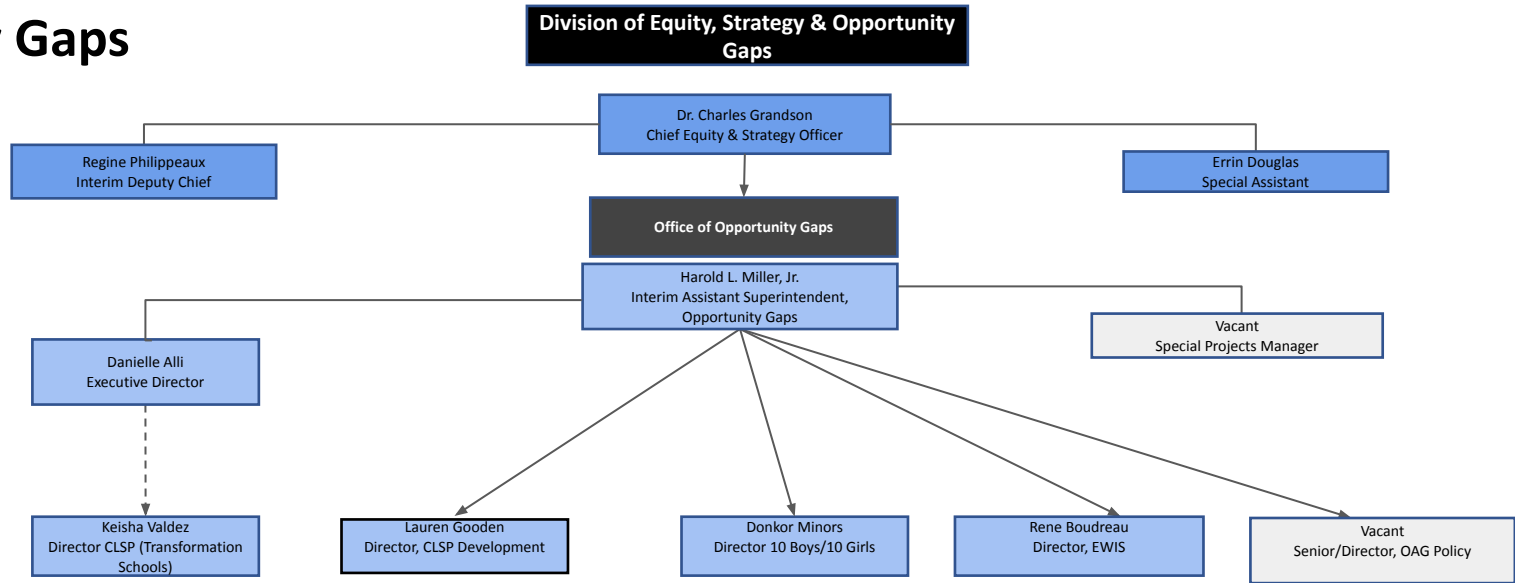 Gaps
Division of Equity, Strategy & Opportunity
Gaps
Dr. Charles Grandson
Chief Equity & Strategy Officer
Regine Philippeaux
Interim Deputy Chief
Errin Douglas
Special Assistant
Office of Opportunity Gaps
Harold L. Miller, Jr.
Interim Assistant Superintendent,
Opportunity Gaps
Vacant
Special Projects Manager
Danielle Alli
Executive Director
Keisha Valdez
Director CLSP (Transformation
Schools)
Lauren Gooden
Director, CLSP Development
Donkor Minors
Director 10 Boys/10 Girls
Rene Boudreau
Director, EWIS
Vacant
Senior/Director, OAG Policy